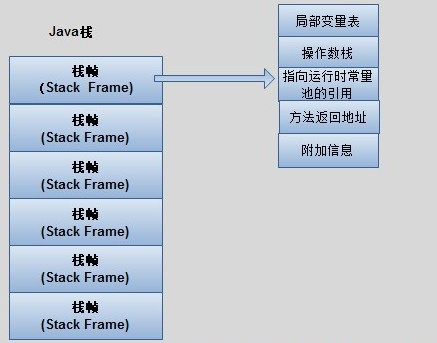 Java栈
栈帧
(Stack Frame)
栈帧
(Stack Frame)
栈帧
(Stack Frame)
栈帧
(Stack Frame)
栈帧
(Stack Frame)
栈帧
(Stack Frame)
局部变量表
操作数栈
指向运行时常量
池的引用
方法返回地址
附加信息